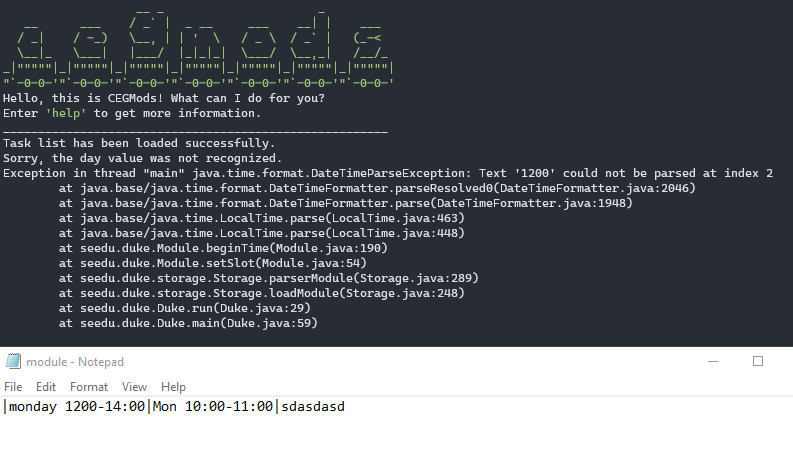 Hello, this is CEGMods! What can I do for you?
Enter 'help' to get more information.
_______________________________________________________
Task list has been loaded successfully.
Sorry, the day value was not recognized.
Exception in thread "main" java.time.format.DateTimeParseException: Text '1200' could not be parsed at index 2
at java.base/java.time.format.DateTimeFormatter.parseResolved0(DateTimeFormatter.java:2046)
at java.base/java.time.format.DateTimeFormatter.parse(DateTimeFormatter.java:1948)
at java.base/java.time.LocalTime.parse(LocalTime.java:463)
at java.base/java.time.LocalTime.parse(LocalTime.java:448)
at seedu.duke.Module.beginTime(Module.java:190)
at seedu.duke.Module.setSlot(Module.java:54)
at seedu.duke.storage.Storage.parserModule(Storage.java:289)
at seedu.duke.storage.Storage.loadModule(Storage.java:248)
at seedu.duke.Duke.run(Duke.java:29)
at seedu.duke.Duke.main(Duke.java:59)
module - Notepad
File Edit Format View Help
|monday 1200-14:00|Mon 10:00-11:00|sdasdasd